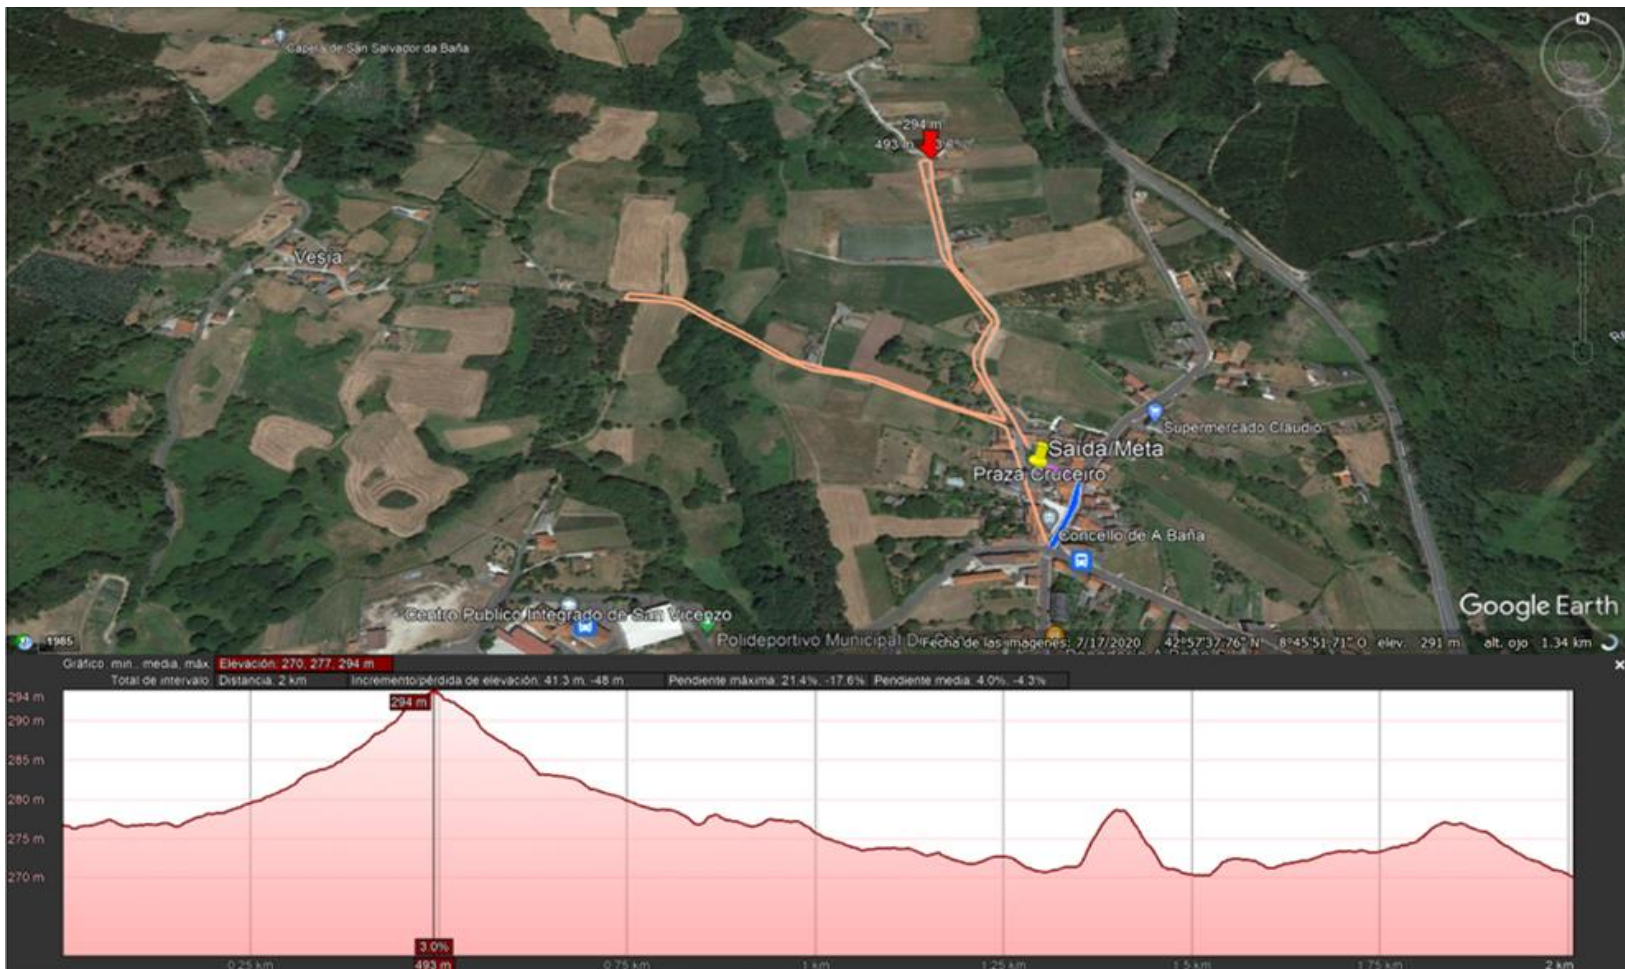 N
Capela de San Salvador da Baña
294 m
493 m
Vesía
Supermercado Claudio
Saída/Meta
Praza Cruceiro
Concello de A Baña
Google Earth
Centro Público Integrado de San Vicenzo
Polideportivo Municipal
1985
Fecha de las imágenes: 7/17/2020 42°57'37.76" N 8°45'51.71" O elev. 291 m alt. ojo 1.34 km
Gráfico: mín., media, máx. Elevación: 270, 277, 294 m
Total de intervalo Distancia: 2 km Incremento/pérdida de elevación: 41.3 m, -48 m Pendiente máxima: 21.4%, -17.6% Pendiente media: 4.0%, -4.3%
294 m
294 m
290 m
285 m
280 m
275 m
270 m
3.0%
0.25 km 493 m 0.75 km 1 km 1.25 km 1.5 km 1.75 km 2 km